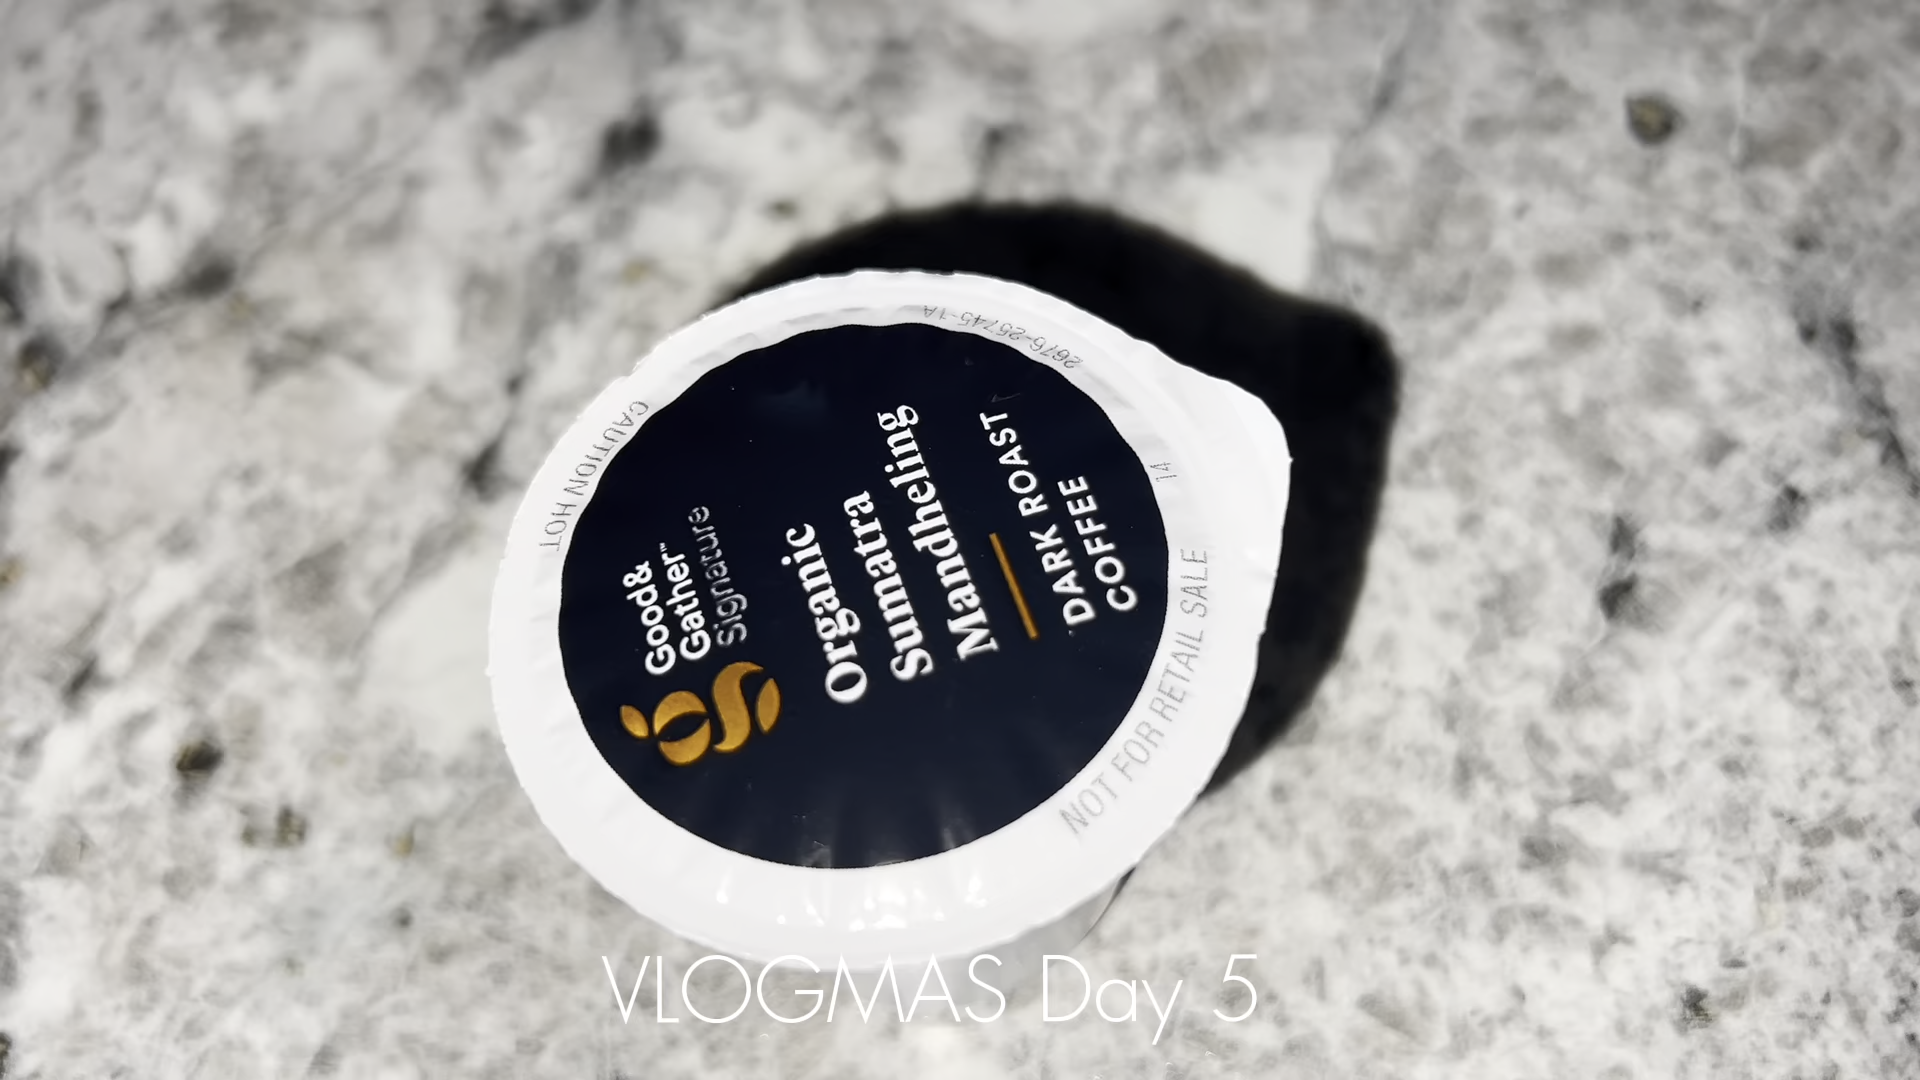 Good&
Gather™
Signature
Organic
Sumatra
Mandheling
DARK ROAST
COFFEE
CAUTION HOT
2676-25745-1A
14
NOT FOR RETAIL SALE
VLOGMAS Day 5